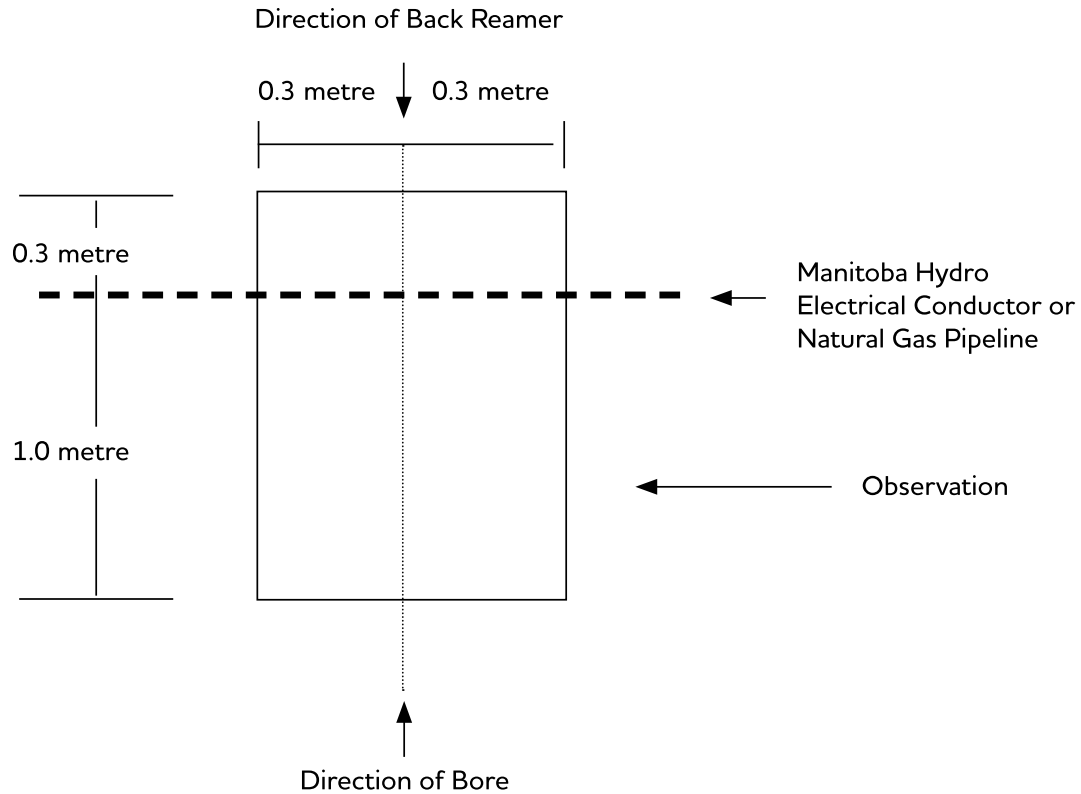 Direction of Back Reamer
0.3 metre
0.3 metre
0.3 metre
Manitoba Hydro
Electrical Conductor or
Natural Gas Pipeline
1.0 metre
Observation
Direction of Bore